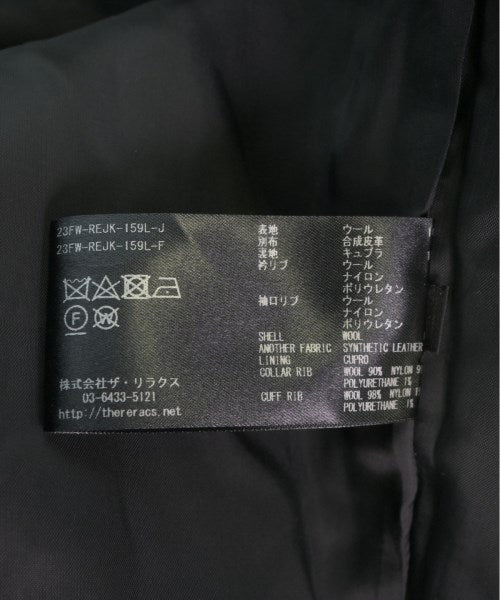 23FW-REJK-159L-J
23FW-REJK-159L-F
F
株式会社ザ・リラクス
03-6433-5121
http://thereracs.net
表地 ウール
別布 合成皮革
裏地 キュプラ
衿リブ ウール
ナイロン
ポリウレタン
袖口リブ ウール
ナイロン
ポリウレタン
SHELL WOOL
ANOTHER FABRIC SYNTHETIC LEATHER
LINING CUPRO
COLLAR RIB WOOL 90% NYLON
POLYURETHANE 1%
CUFF RIB WOOL 98% NYLON
POLYURETHANE 1%